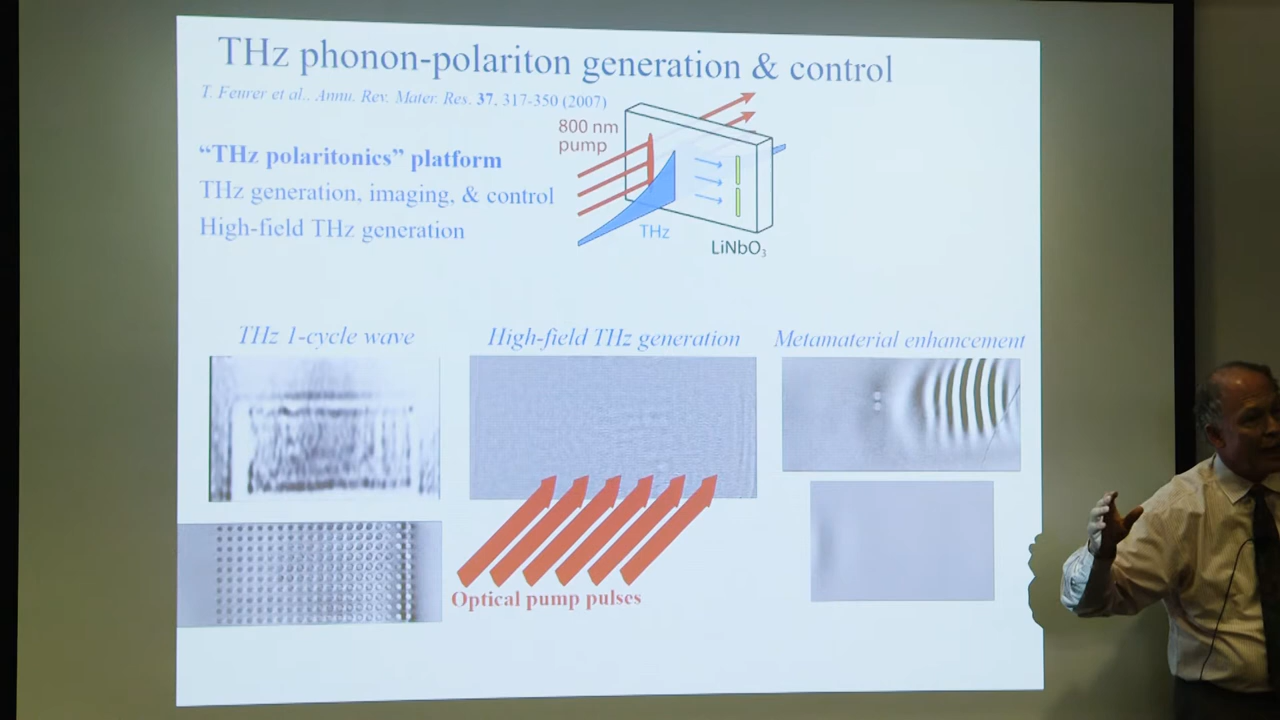 THz phonon-polariton generation & control
T. Feurer et al.. Annu. Rev. Mater. Res. 37, 317-350 (2007)
800 nm
pump
“THz polaritonics” platform
THz generation, imaging, & control
High-field THz generation
THz
LiNbO₃
THz 1-cycle wave
High-field THz generation
Metamaterial enhancement
Optical pump pulses